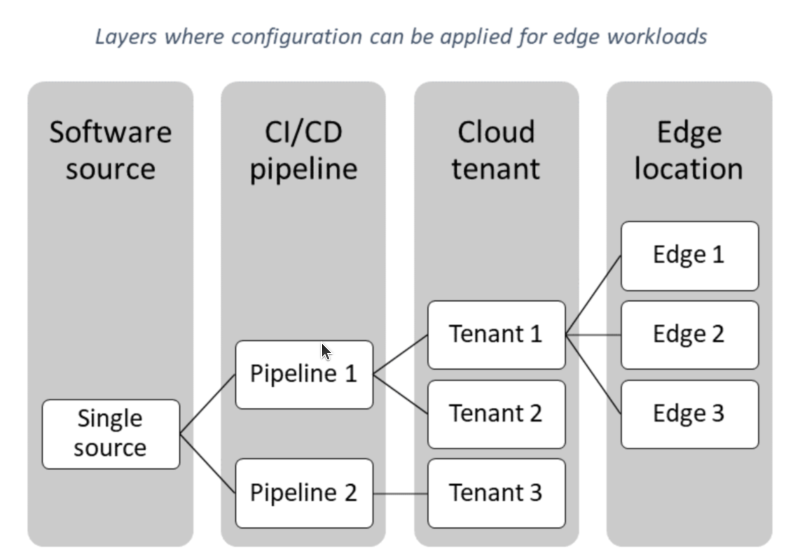 Layers where configuration can be applied for edge workloads
Software
source
CI/CD
pipeline
Cloud
tenant
Edge
location
Single
source
Pipeline 1
Pipeline 2
Tenant 1
Tenant 2
Tenant 3
Edge 1
Edge 2
Edge 3